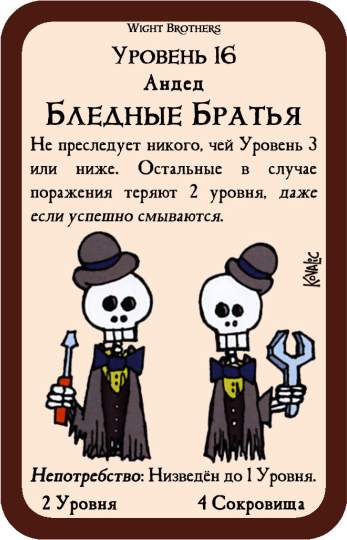 Wight Brothers
Уровень 16
Андед
Бледные Братья
Не преследует никого, чей Уровень 3
или ниже. Остальные в случае
поражения теряют 2 уровня, даже
если успешно смываются.
Kovalic
Непотребство: Низведён до 1 Уровня.
2 Уровня 4 Сокровища